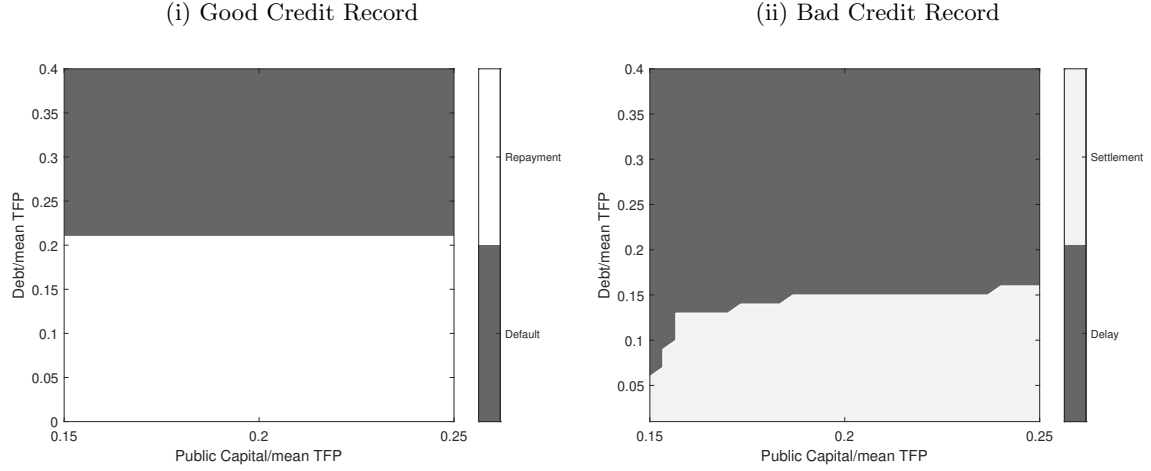 (i) Good Credit Record
0.4
0.35
0.3
0.25
0.2
0.15
0.1
0.05
0
Debt/mean TFP
0.15
0.2
0.25
Public Capital/mean TFP
Repayment
Default
(ii) Bad Credit Record
0.4
0.35
0.3
0.25
0.2
0.15
0.1
0.05
Debt/mean TFP
0.15
0.2
0.25
Public Capital/mean TFP
Settlement
Delay